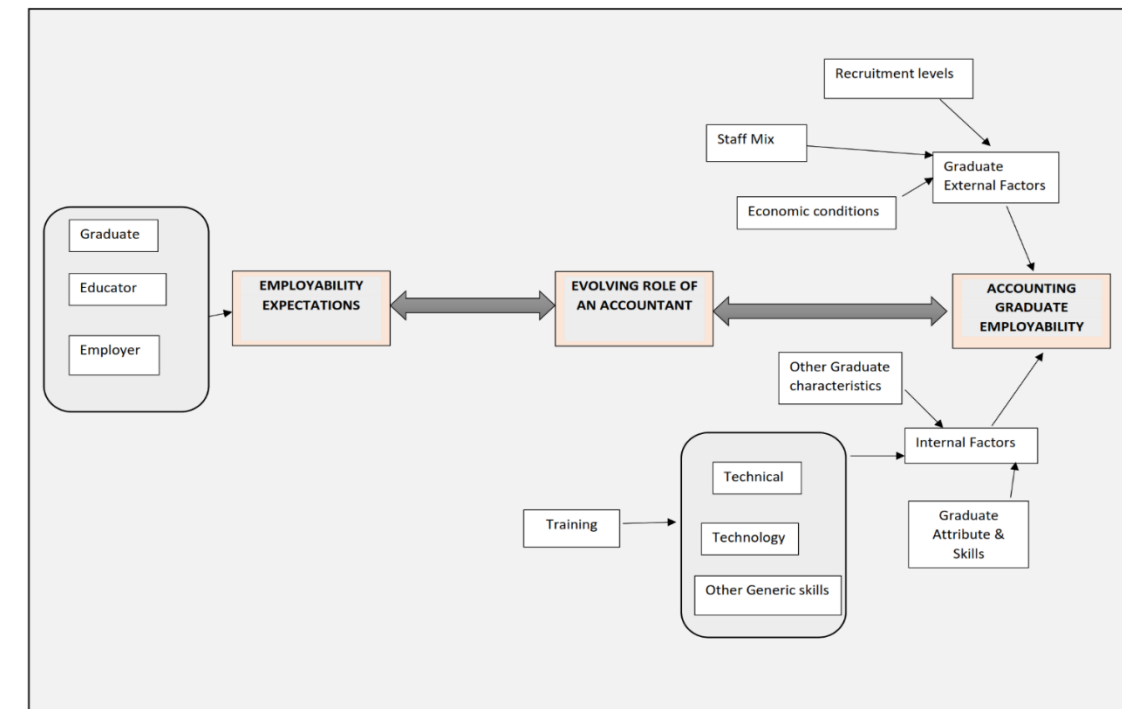 Recruitment levels
Staff Mix
Graduate
External Factors
Economic conditions
Graduate
Educator
Employer
EMPLOYABILITY
EXPECTATIONS
EVOLVING ROLE OF
AN ACCOUNTANT
ACCOUNTING
GRADUATE
EMPLOYABILITY
Other Graduate
characteristics
Internal Factors
Technical
Training
Technology
Other Generic skills
Graduate
Attribute &
Skills